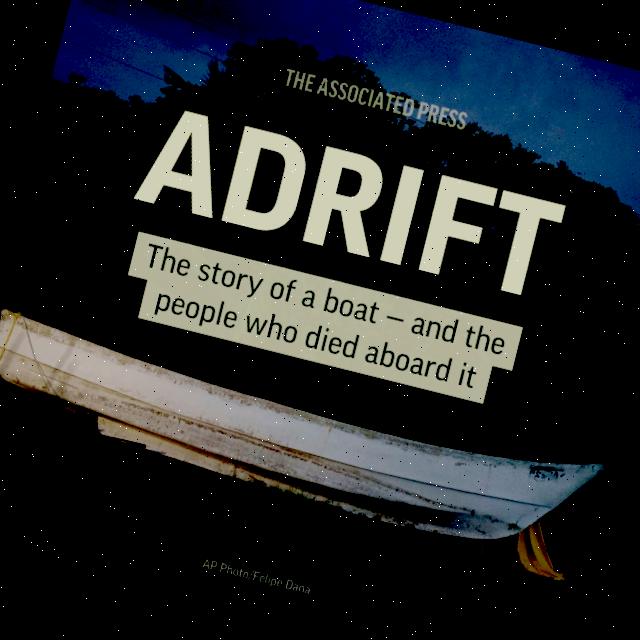 THE ASSOCIATED PRESS
ADRIFT
The story of a boat – and the
people who died aboard it
AP Photo/Felipe Dana